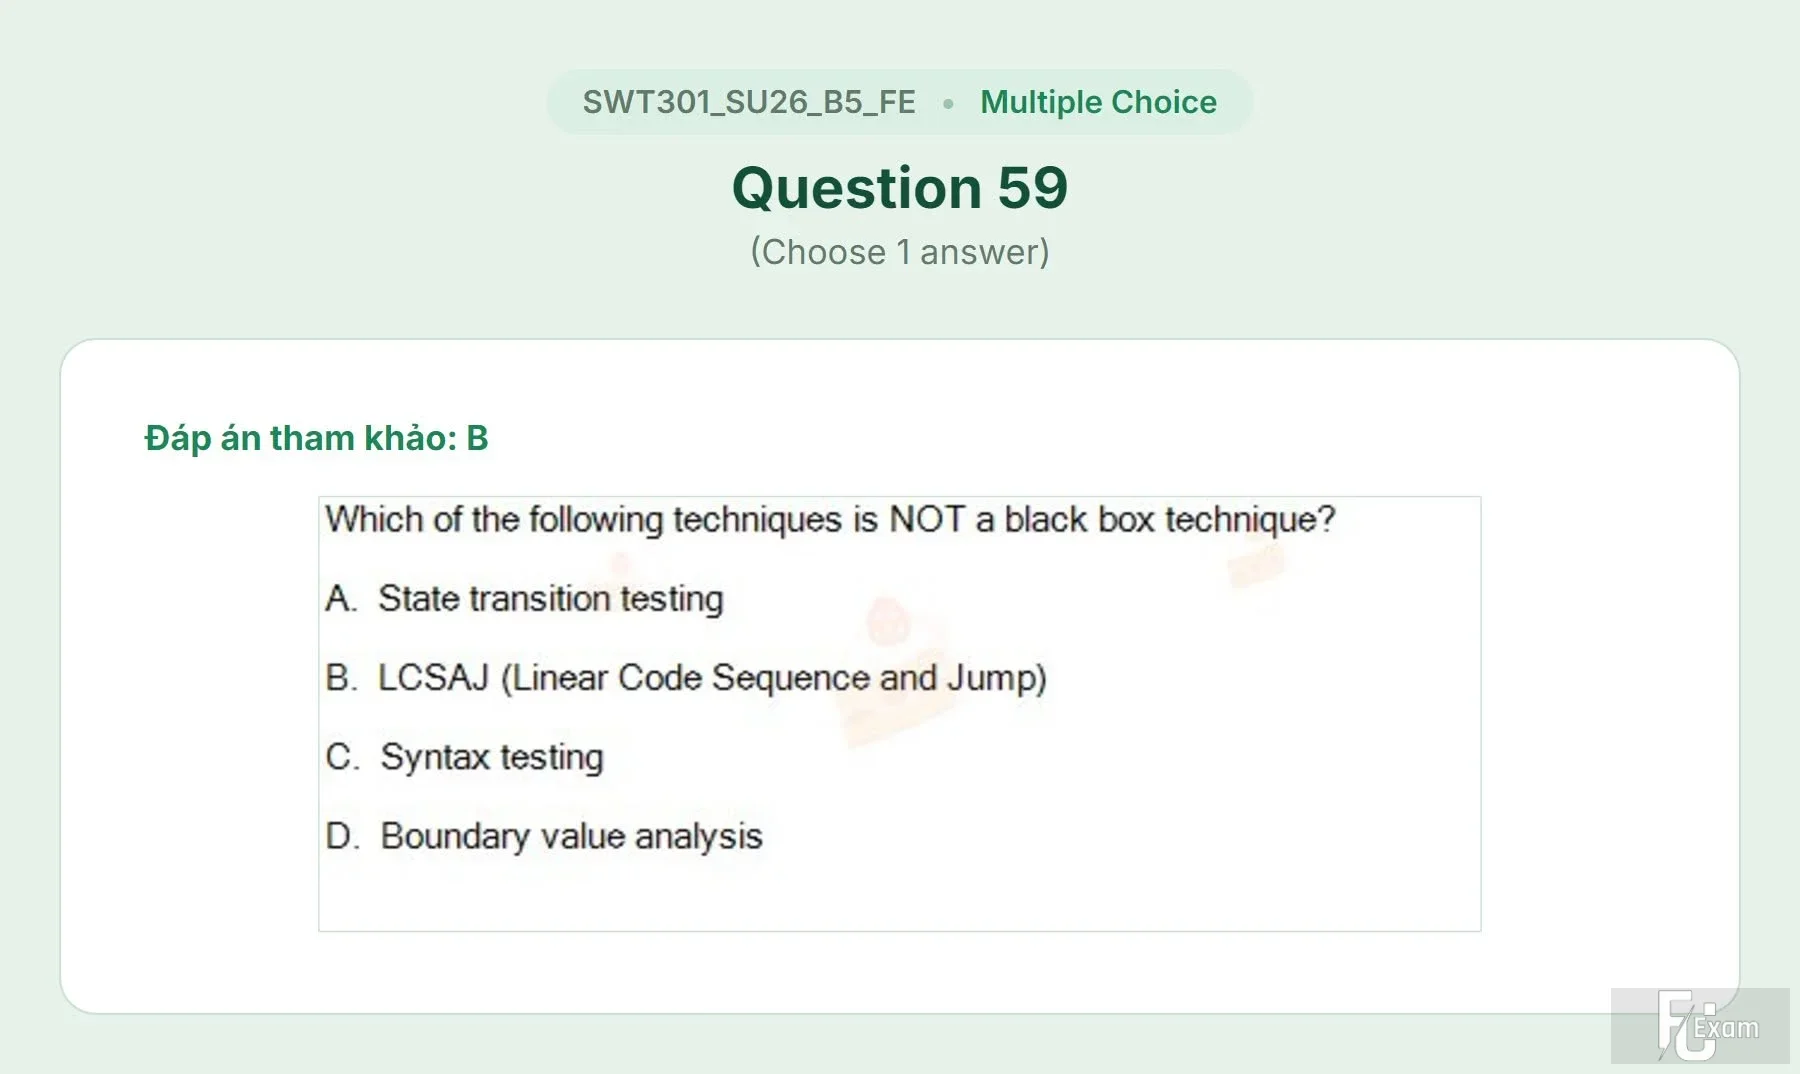 SWT301_SU26_B5_FE • Multiple Choice
Question 59
(Choose 1 answer)
Đáp án tham khảo: B
Which of the following techniques is NOT a black box technique?
A. State transition testing
B. LCSAJ (Linear Code Sequence and Jump)
C. Syntax testing
D. Boundary value analysis
FU Exam